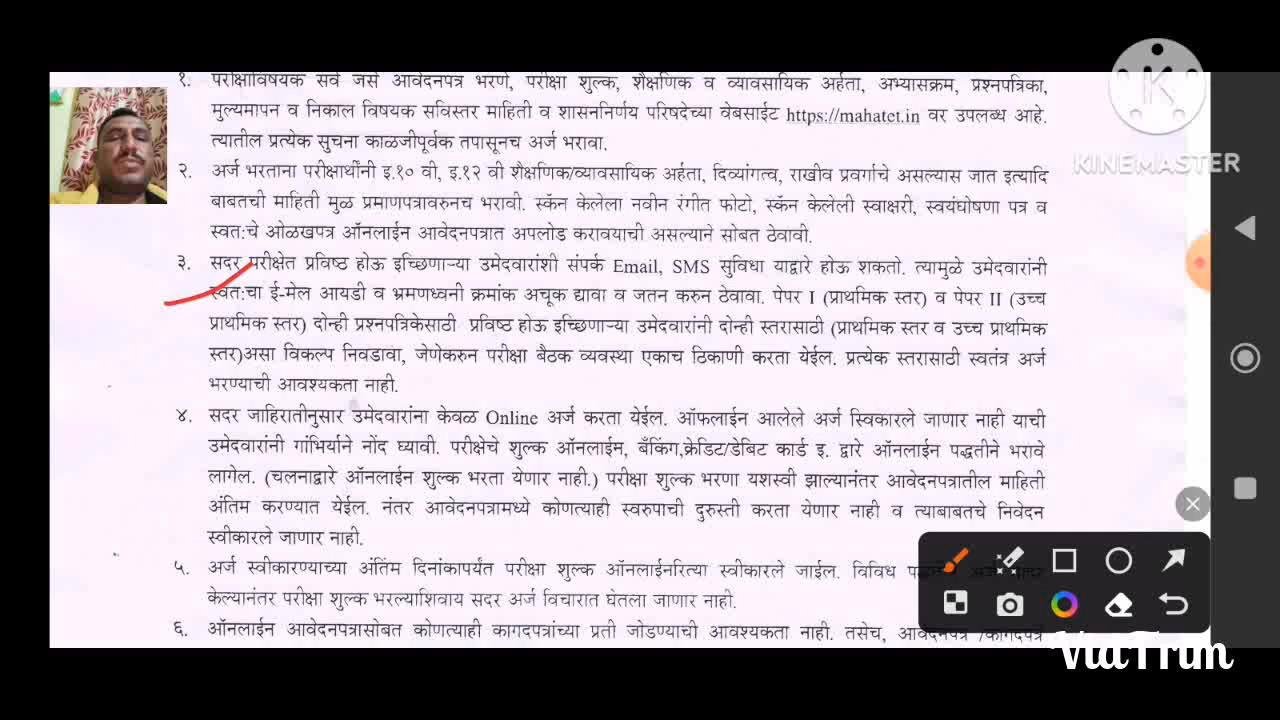 १. परीक्षाविषयक सर्व जसे आवेदनपत्र भरणे, परीक्षा शुल्क, शैक्षणिक व व्यावसायिक अर्हता, अभ्यासक्रम, प्रश्नपत्रिका,
मुल्यमापन व निकाल विषयक सविस्तर माहिती व शासननिर्णय परिषदेच्या वेबसाईट https://mahatet.in वर उपलब्ध आहे.
त्यातील प्रत्येक सुचना काळजीपूर्वक तपासूनच अर्ज भरावा.
२. अर्ज भरताना परीक्षार्थींनी इ.१० वी, इ.१२ वी शैक्षणिक/व्यावसायिक अर्हता, दिव्यांगत्व, राखीव प्रवर्गाचे असल्यास जात इत्यादि
बाबतची माहिती मुळ प्रमाणपत्रावरुनच भरावी. स्कॅन केलेला नवीन रंगीत फोटो, स्कॅन केलेली स्वाक्षरी, स्वयंघोषणा पत्र व
स्वत:चे ओळखपत्र ऑनलाईन आवेदनपत्रात अपलोड करावयाची असल्याने सोबत ठेवावी.
३. सदर परीक्षेत प्रविष्ठ होऊ इच्छिणाऱ्या उमेदवारांशी संपर्क Email, SMS सुविधा याद्वारे होऊ शकतो. त्यामुळे उमेदवारांनी
स्वत:चा ई-मेल आयडी व भ्रमणध्वनी क्रमांक अचूक द्यावा व जतन करुन ठेवावा. पेपर I (प्राथमिक स्तर) व पेपर II (उच्च
प्राथमिक स्तर) दोन्ही प्रश्नपत्रिकेसाठी प्रविष्ठ होऊ इच्छिणाऱ्या उमेदवारांनी दोन्ही स्तरासाठी (प्राथमिक स्तर व उच्च प्राथमिक
स्तर)असा विकल्प निवडावा, जेणेकरुन परीक्षा बैठक व्यवस्था एकाच ठिकाणी करता येईल. प्रत्येक स्तरासाठी स्वतंत्र अर्ज
भरण्याची आवश्यकता नाही.
४. सदर जाहिरातीनुसार उमेदवारांना केवळ Online अर्ज करता येईल. ऑफलाईन आलेले अर्ज स्विकारले जाणार नाही याची
उमेदवारांनी गांभिर्याने नोंद घ्यावी. परीक्षेचे शुल्क ऑनलाईम, बँकिंग,क्रेडिट/डेबिट कार्ड इ. द्वारे ऑनलाईन पद्धतीने भरावे
लागेल. (चलनाद्वारे ऑनलाईन शुल्क भरता येणार नाही.) परीक्षा शुल्क भरणा यशस्वी झाल्यानंतर आवेदनपत्रातील माहिती
अंतिम करण्यात येईल. नंतर आवेदनपत्रामध्ये कोणत्याही स्वरुपाची दुरुस्ती करता येणार नाही व त्याबाबतचे निवेदन
स्वीकारले जाणार नाही.
५. अर्ज स्वीकारण्याच्या अंतिंम दिनांकापर्यंत परीक्षा शुल्क ऑनलाईनरित्या स्वीकारले जाईल. विविध
केल्यानंतर परीक्षा शुल्क भरल्याशिवाय सदर अर्ज विचारात घेतला जाणार नाही.
६. ऑनलाईन आवेदनपत्रासोबत कोणत्याही कागदपत्रांच्या प्रती जोडण्याची आवश्यकता नाही. तसेच, आवेदनपत्र /कागदपत्रे
KINEMASTER
VidTrim